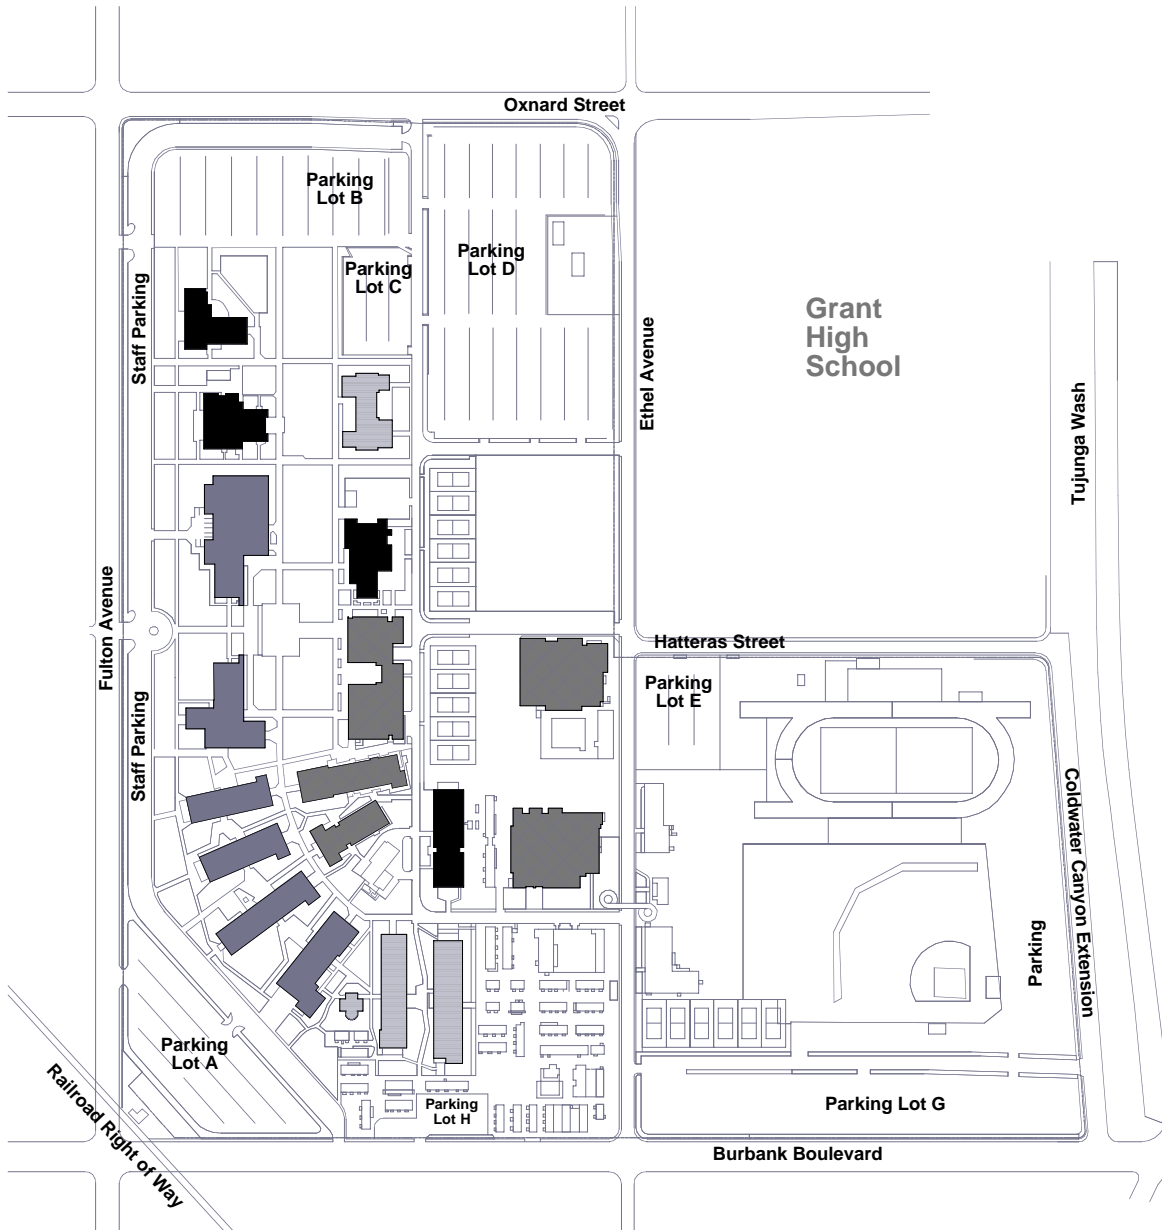 Oxnard Street
Parking
Lot B
Parking
Lot D
Parking
Lot C
Staff Parking
Grant
High
School
Ethel Avenue
Tujunga Wash
Fulton Avenue
Hatteras Street
Parking
Lot E
Staff Parking
Coldwater Canyon Extension
Parking
Parking
Lot A
Railroad Right of Way
Parking
Lot H
Parking Lot G
Burbank Boulevard